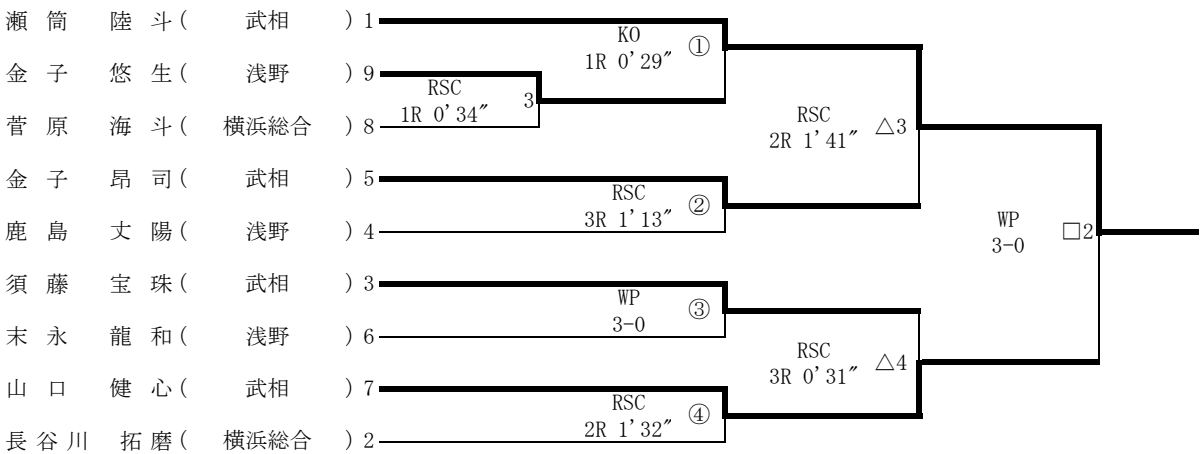 瀬筒 陸斗( 武相 ) 1
KO ①
1R 0'29″
金子 悠生( 浅野 ) 9
RSC 3
1R 0'34″
菅原 海斗( 横浜総合 ) 8
RSC △3
2R 1'41″
金子 昂司( 武相 ) 5
RSC ②
3R 1'13″
鹿島 丈陽( 浅野 ) 4
WP □2
3-0
須藤 宝珠( 武相 ) 3
WP ③
3-0
末永 龍和( 浅野 ) 6
RSC △4
3R 0'31″
山口 健心( 武相 ) 7
RSC ④
2R 1'32″
長谷川 拓磨( 横浜総合 ) 2